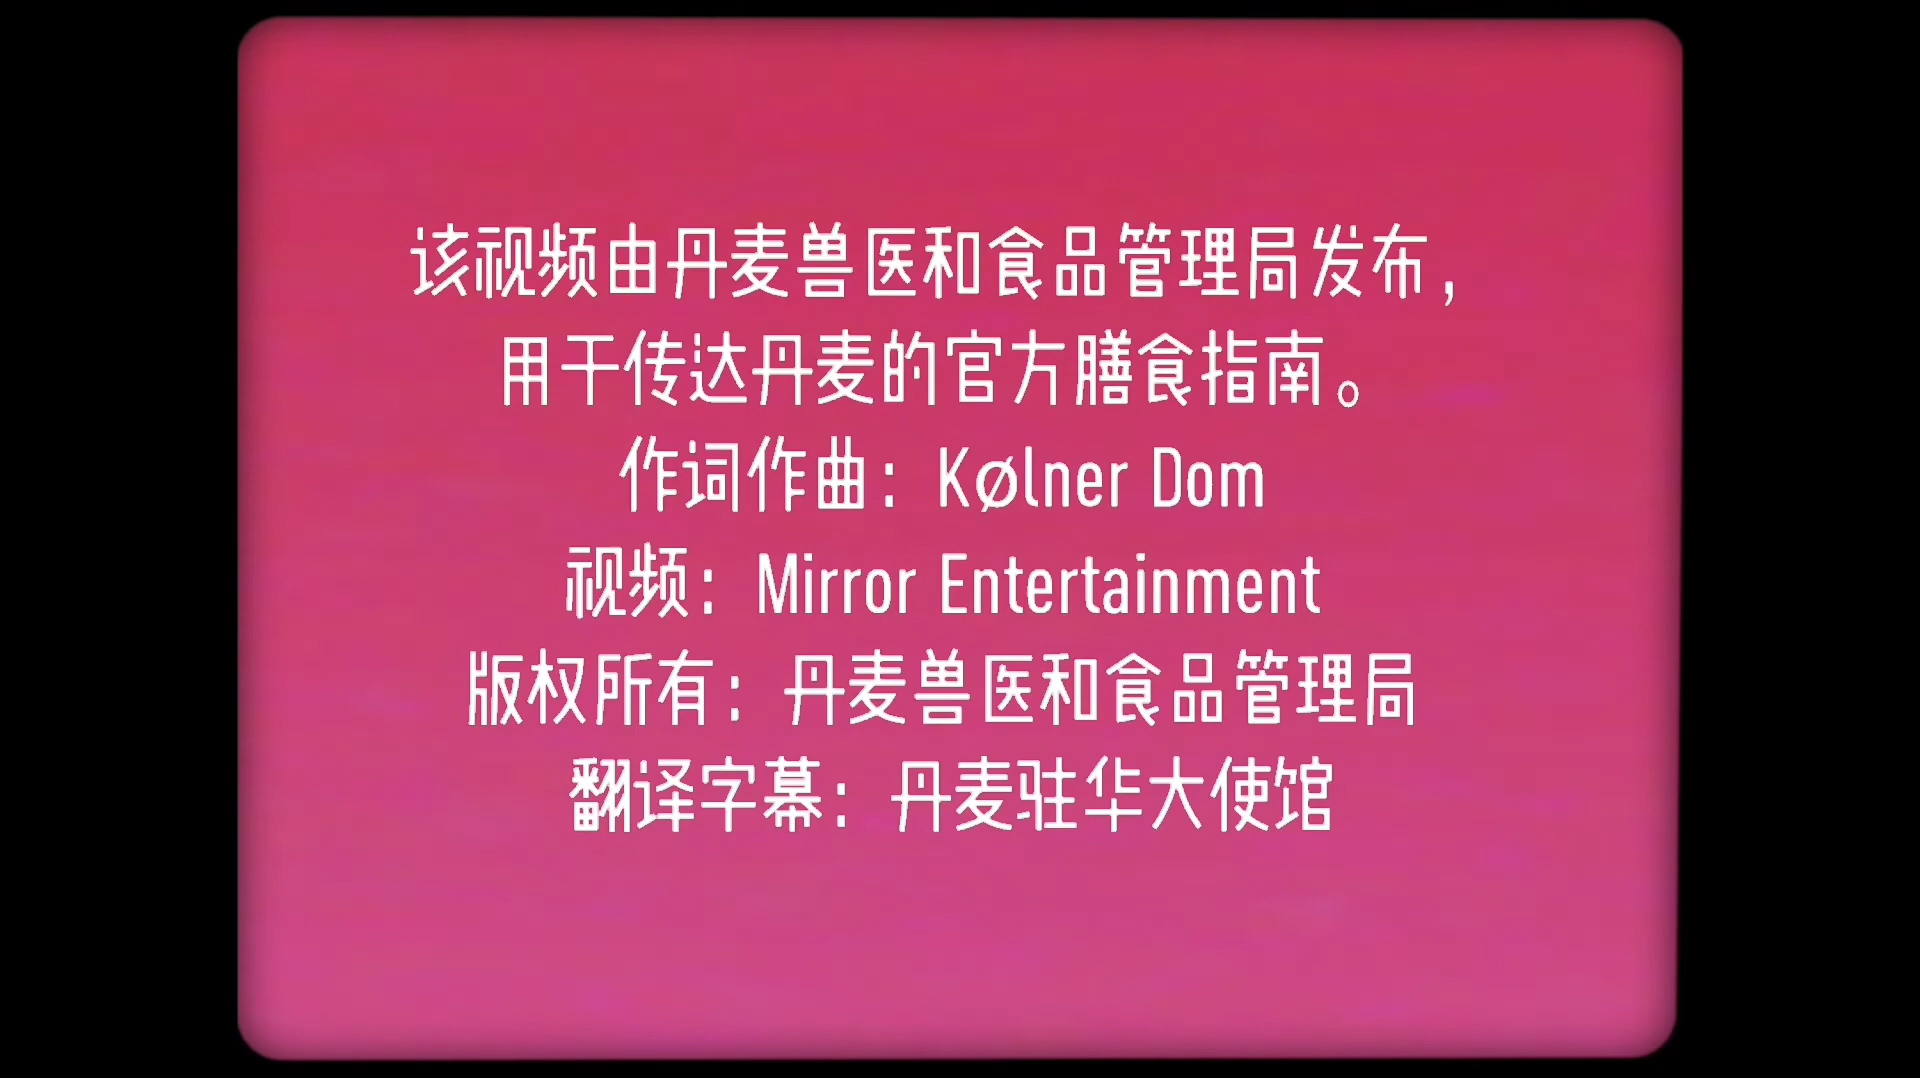 该视频由丹麦兽医和食品管理局发布，
用于传达丹麦的官方膳食指南。
作词作曲：Kølner Dom
视频：Mirror Entertainment
版权所有：丹麦兽医和食品管理局
翻译字幕：丹麦驻华大使馆